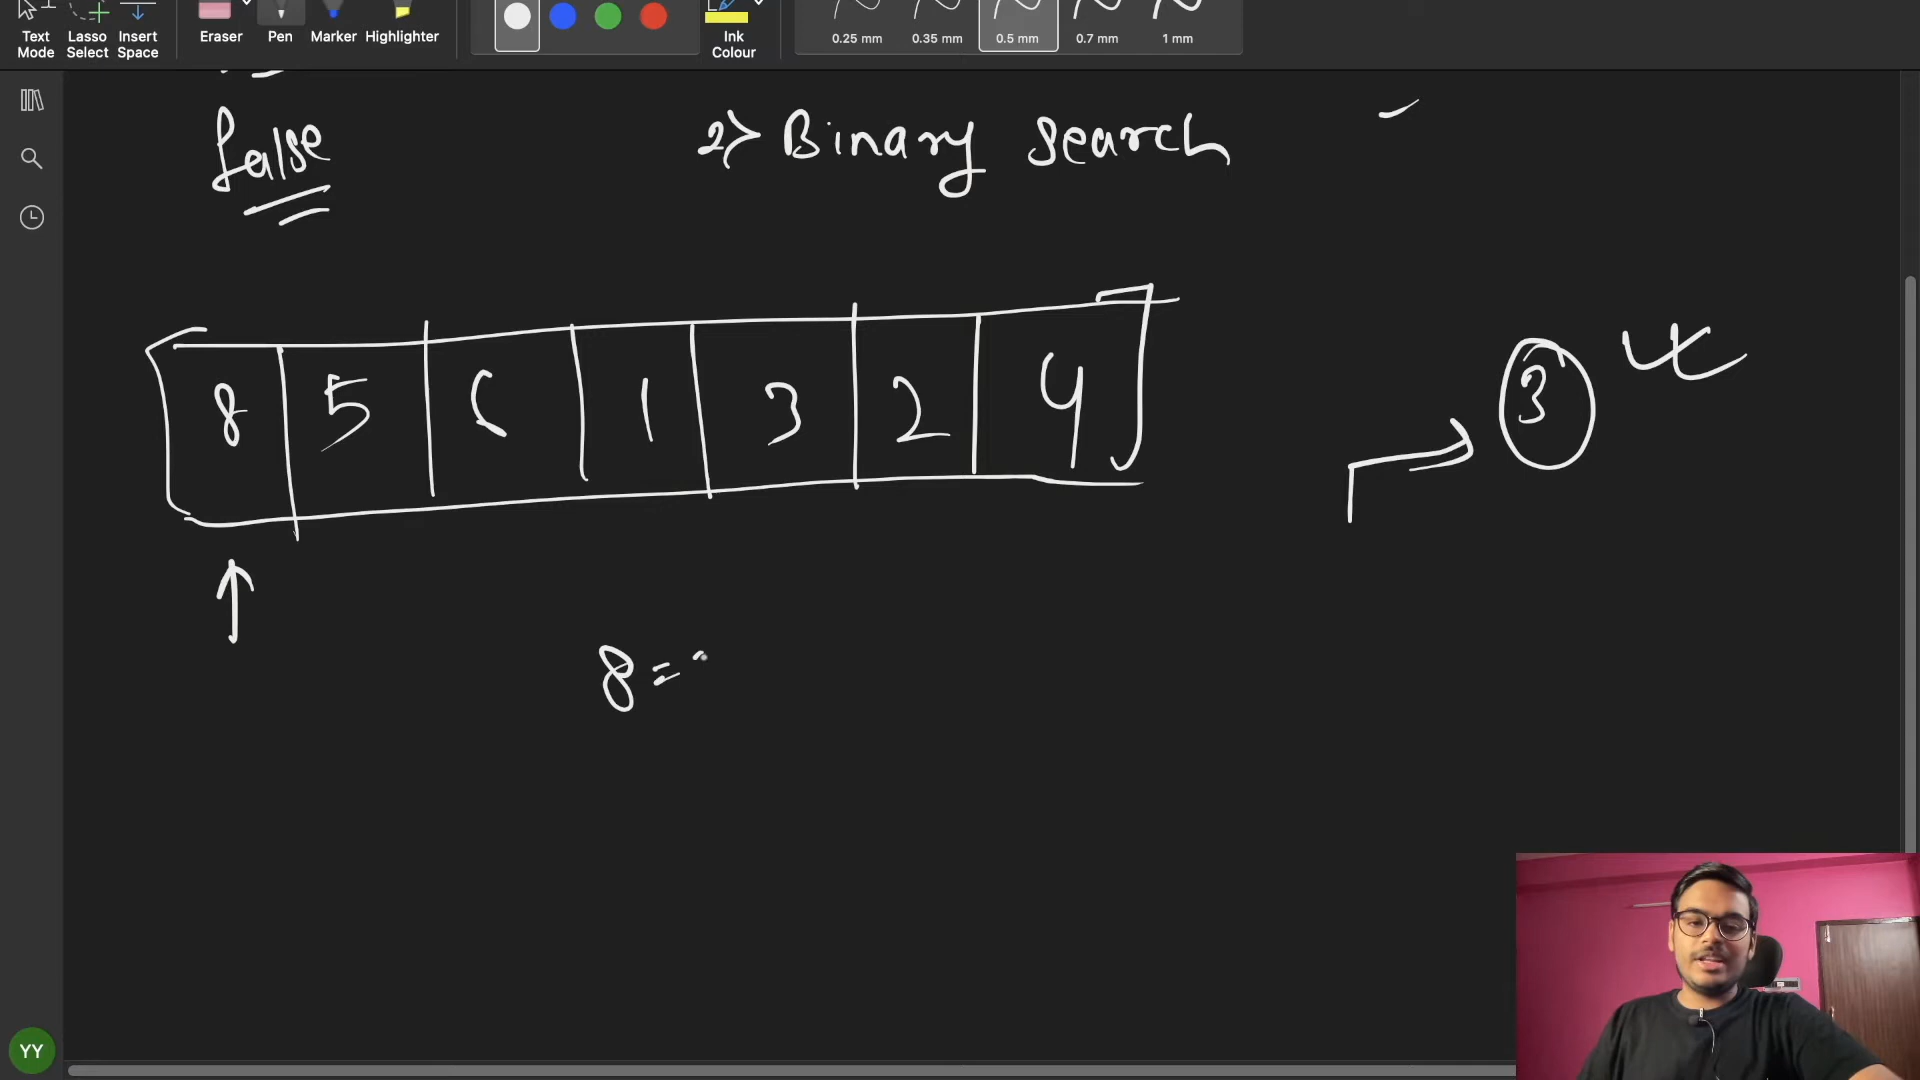 Text Mode
Lasso Select
Insert Space
Eraser
Pen
Marker
Highlighter
Ink Colour
0.25 mm
0.35 mm
0.5 mm
0.7 mm
1 mm
false
2> Binary Search
8 5 6 1 3 2 4
3
8 =
YY